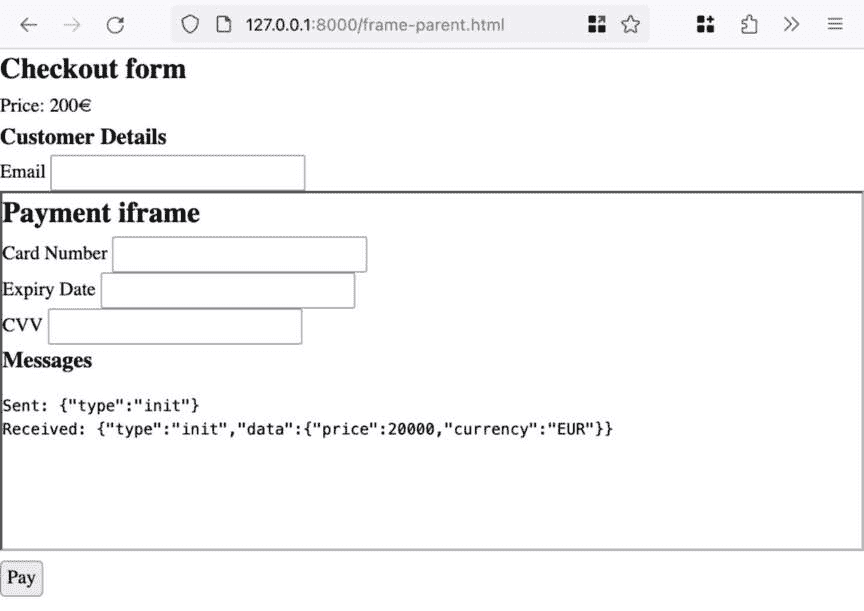 127.0.0.1:8000/frame-parent.html
Checkout form
Price: 200€
Customer Details
Email
Payment iframe
Card Number
Expiry Date
CVV
Messages
Sent: {"type":"init"}
Received: {"type":"init","data":{"price":20000,"currency":"EUR"}}
Pay